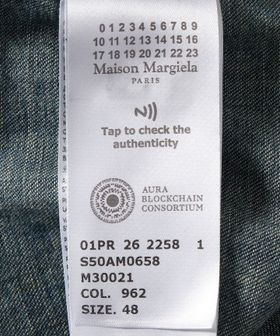 0 1 2 3 4 5 6 7 8 9
10 11 12 13 14 15 16
17 18 19 20 21 22 23
Maison Margiela
PARIS
Tap to check the
authenticity
AURA
BLOCKCHAIN
CONSORTIUM
01PR 26 2258 1
S50AM0658
M30021
COL. 962
SIZE. 48